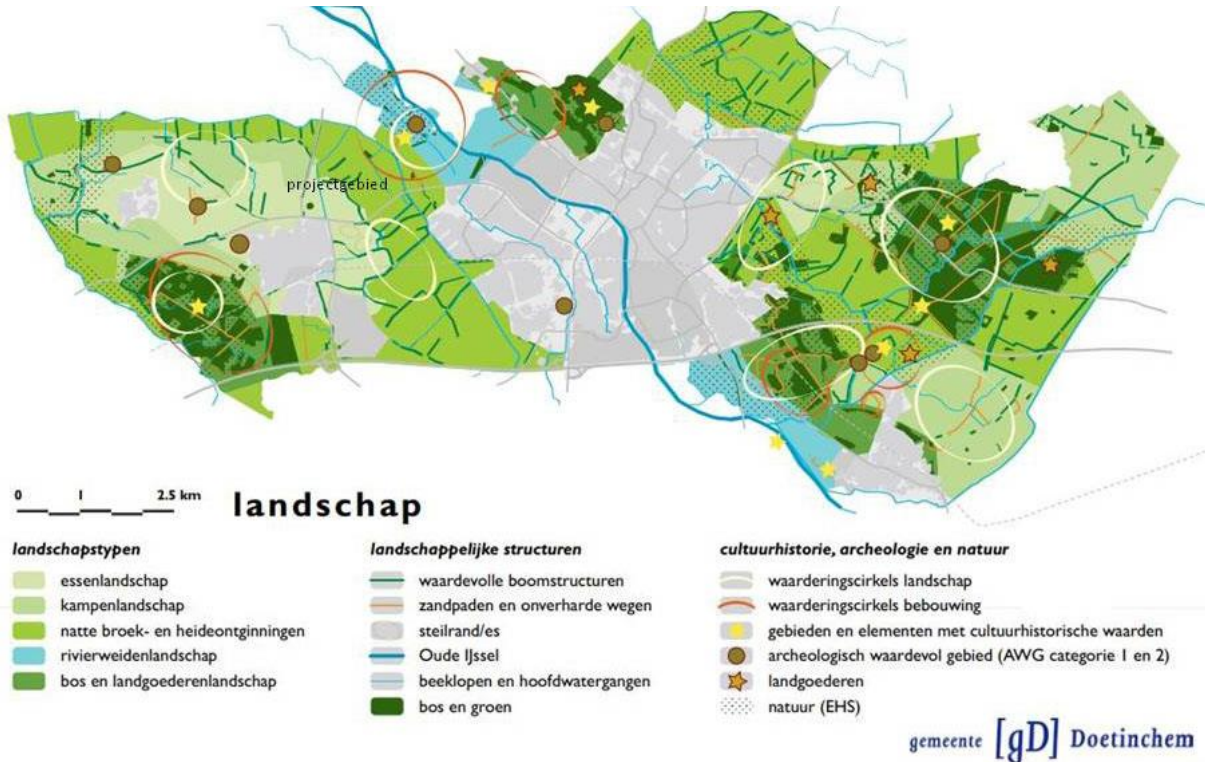 projectgebied
0 1 2.5 km
landschap
landschapstypen
essenlandschap
kampenlandschap
natte broek- en heideontginningen
rivierweidenlandschap
bos en landgoederenlandschap
landschappelijke structuren
waardevolle boomstructuren
zandpaden en onverharde wegen
steilrand/es
Oude IJssel
beeklopen en hoofdwatergangen
bos en groen
cultuurhistorie, archeologie en natuur
waarderingscirkels landschap
waarderingscirkels bebouwing
gebieden en elementen met cultuurhistorische waarden
archeologisch waardevol gebied (AWG categorie 1 en 2)
landgoederen
natuur (EHS)
gemeente [gD] Doetinchem